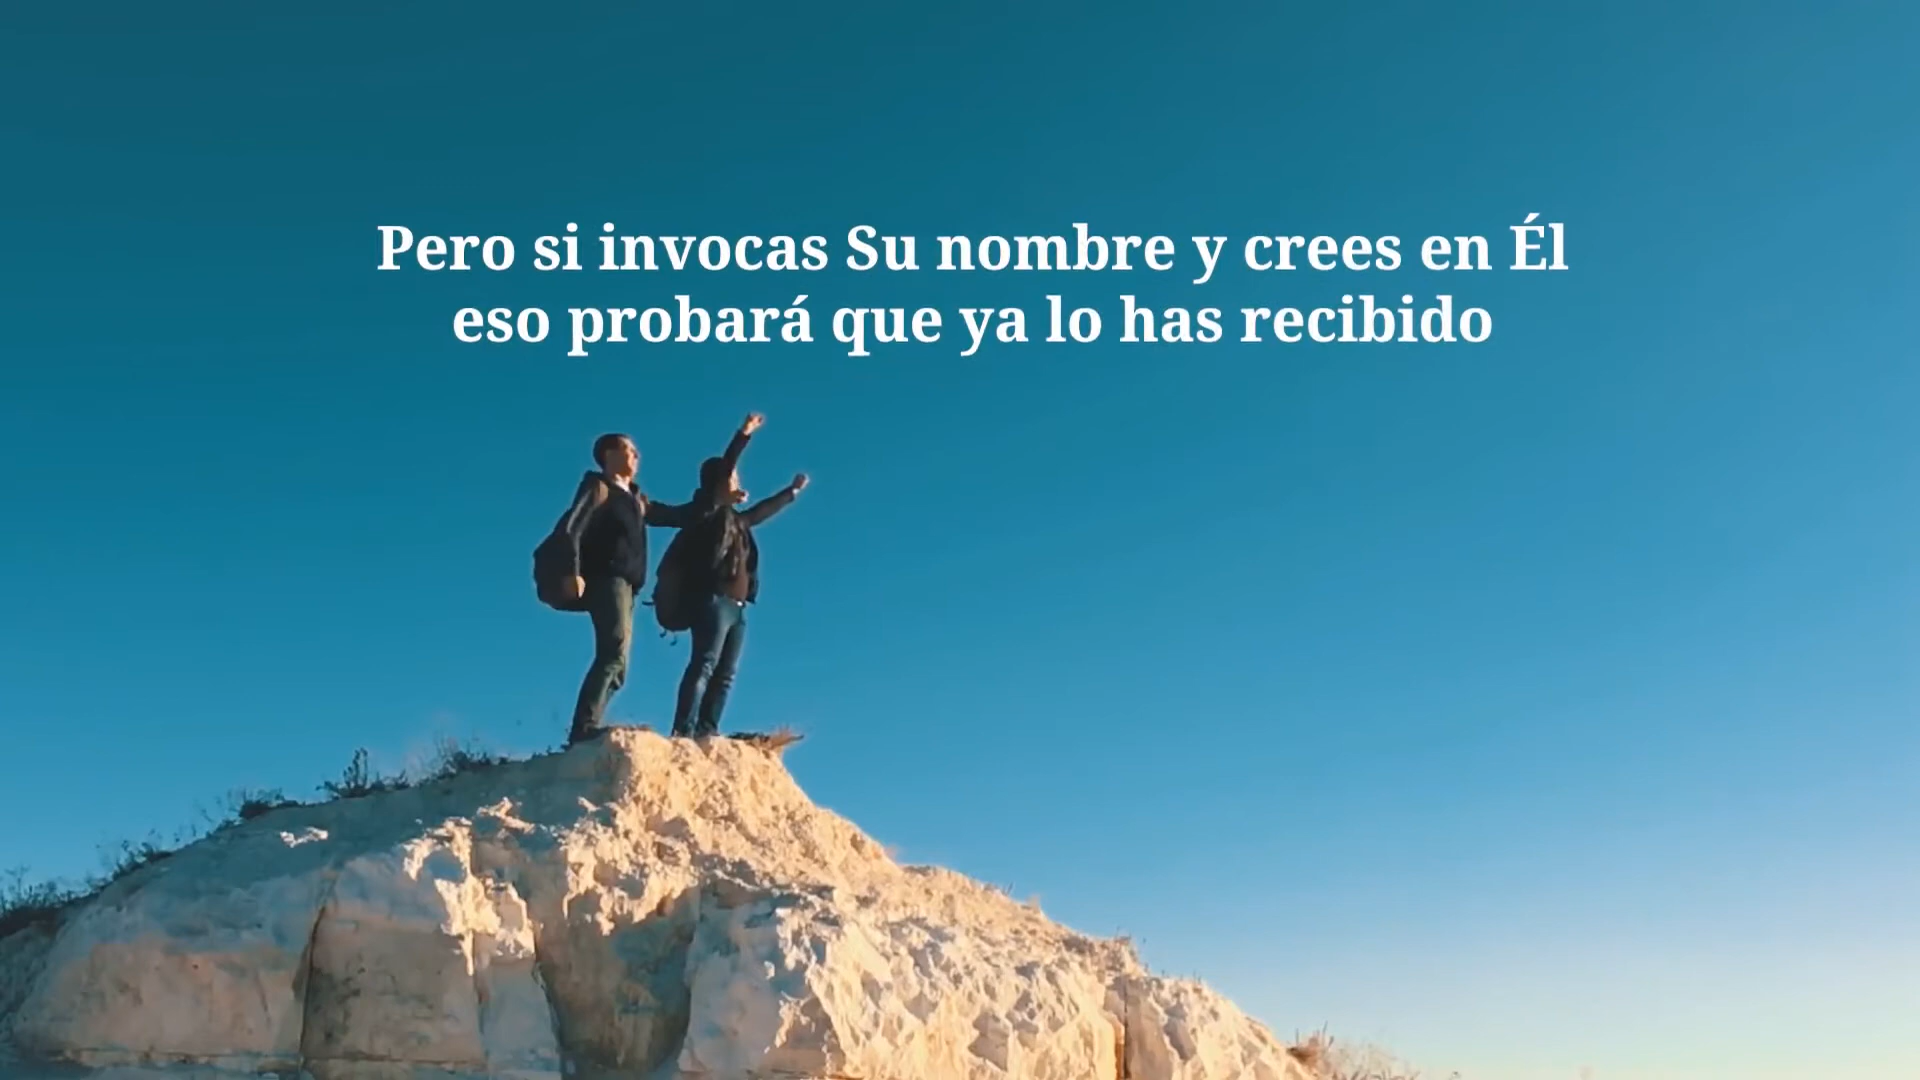 Pero si invocas Su nombre y crees en Él
eso probará que ya lo has recibido